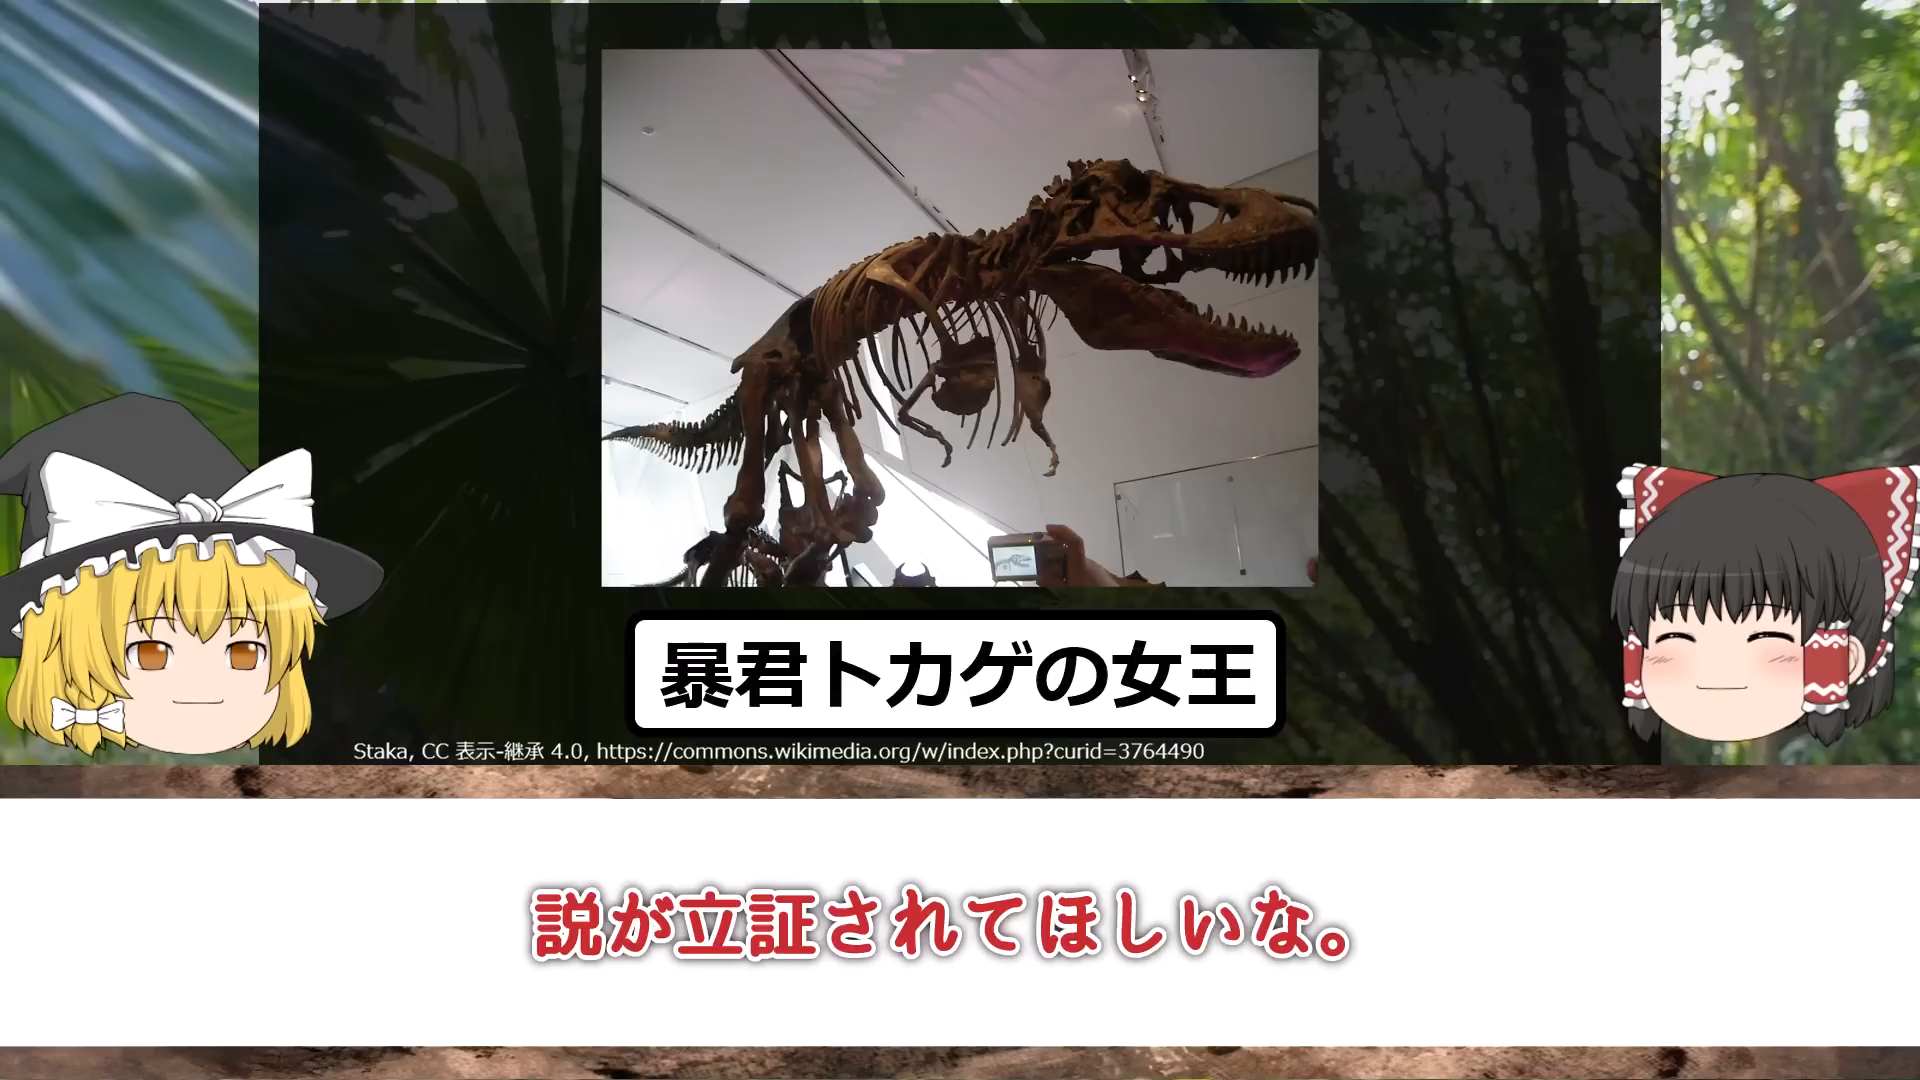 暴君トカゲの女王
Staka, CC 表示-継承 4.0, https://commons.wikimedia.org/w/index.php?curid=3764490
説が立証されてほしいな。